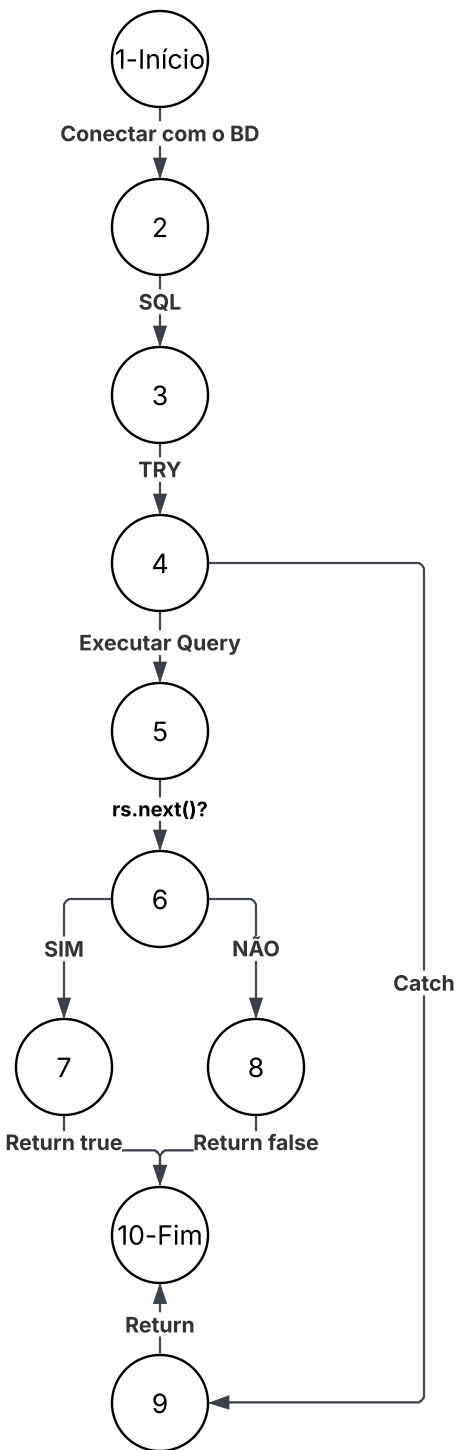 1-Início
Conectar com o BD
2
SQL
3
TRY
4
Executar Query
5
rs.next()?
6
SIM
NÃO
Catch
7
8
Return true
Return false
10-Fim
Return
9